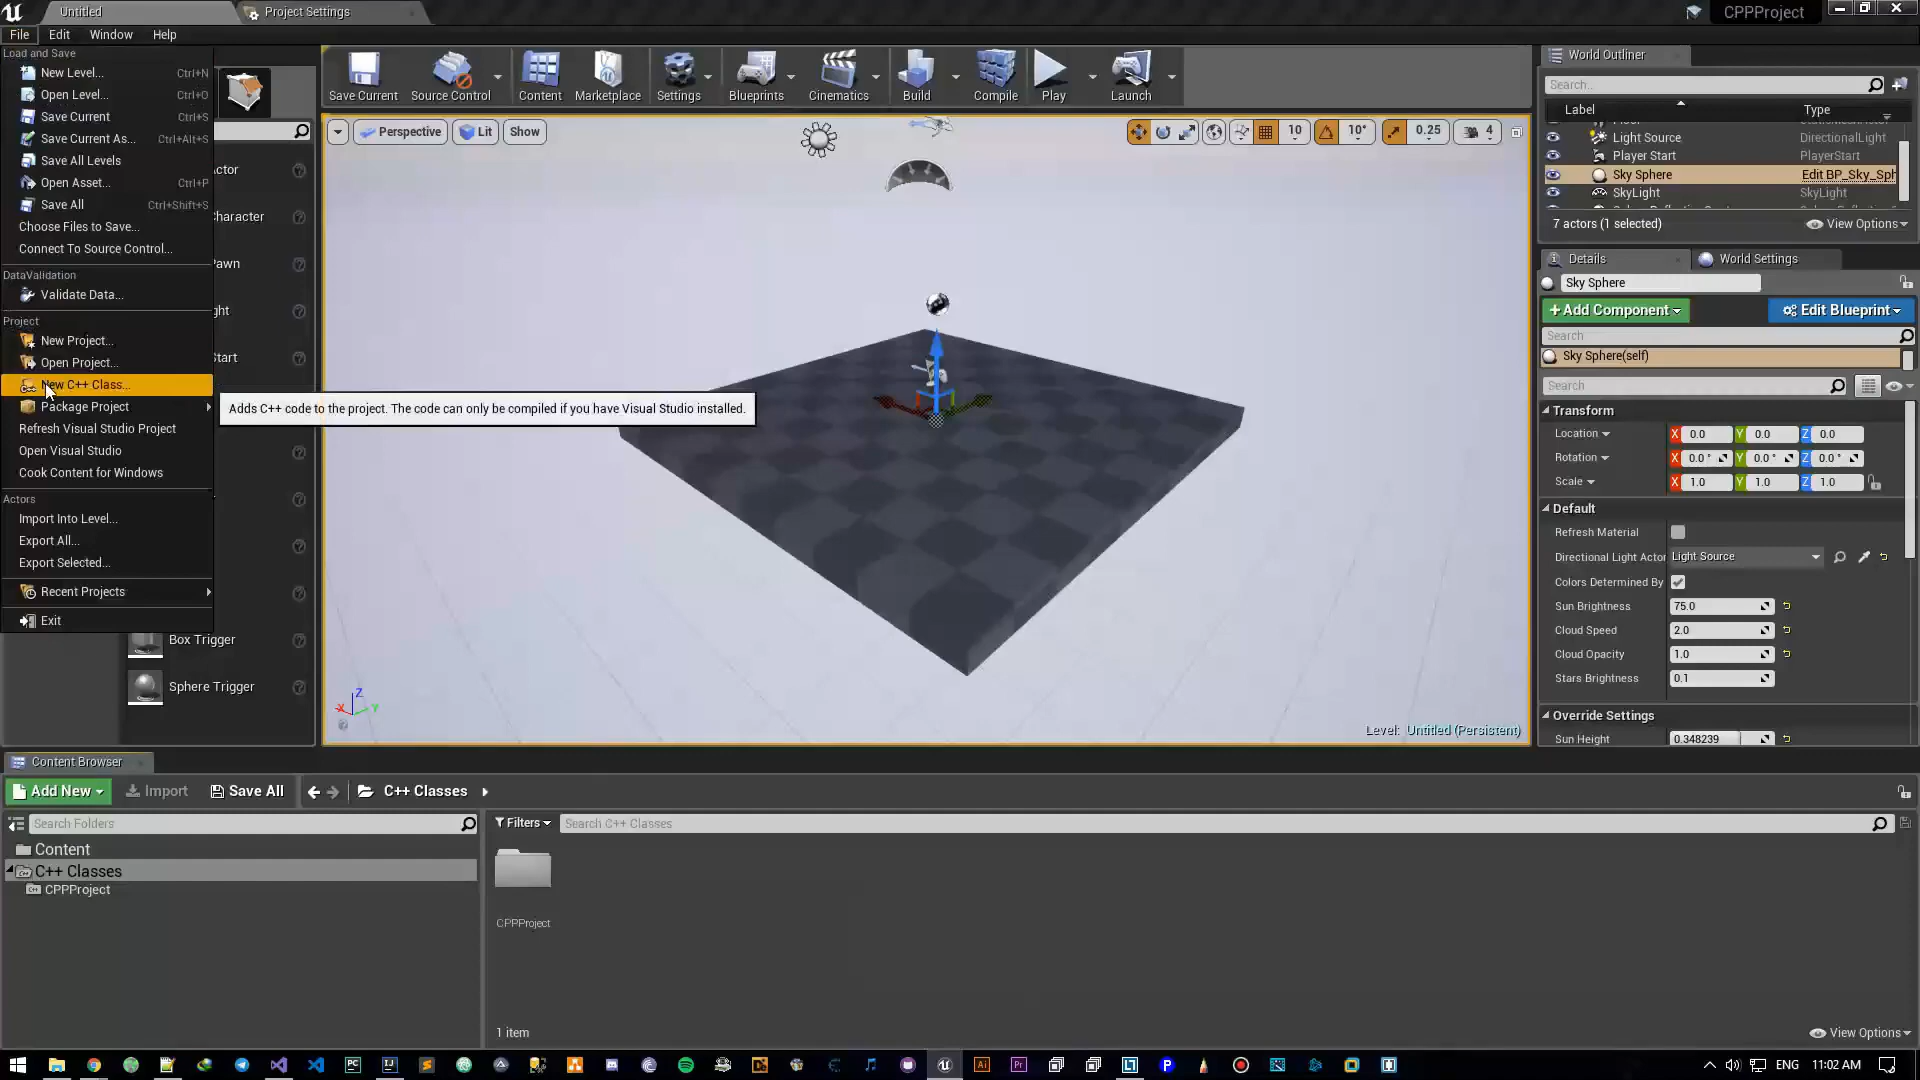 Untitled
Project Settings
CPPProject
File Edit Window Help
Load and Save
New Level... Ctrl+N
Open Level... Ctrl+O
Save Current Ctrl+S
Save Current As... Ctrl+Alt+S
Save All Levels
Open Asset... Ctrl+P
Save All Ctrl+Shift+S
Choose Files to Save...
Connect To Source Control...
DataValidation
Validate Data...
Project
New Project...
Open Project...
New C++ Class...
Package Project
Refresh Visual Studio Project
Open Visual Studio
Cook Content for Windows
Actors
Import Into Level...
Export All...
Export Selected...
Recent Projects
Exit
Adds C++ code to the project. The code can only be compiled if you have Visual Studio installed.
Box Trigger
Sphere Trigger
Save Current Source Control Content Marketplace Settings Blueprints Cinematics Build Compile Play Launch
Perspective Lit Show
10 10° 0.25 4
X Z Y
Level: Untitled (Persistent)
World Outliner
Search...
Label Type
Light Source DirectionalLight
Player Start PlayerStart
Sky Sphere Edit BP_Sky_Sph
SkyLight SkyLight
7 actors (1 selected) View Options
Details World Settings
Sky Sphere
+Add Component Edit Blueprint
Search
Sky Sphere(self)
Search
Transform
Location X 0.0 Y 0.0 Z 0.0
Rotation X 0.0 ° Y 0.0 ° Z 0.0 °
Scale X 1.0 Y 1.0 Z 1.0
Default
Refresh Material
Directional Light Actor Light Source
Colors Determined By
Sun Brightness 75.0
Cloud Speed 2.0
Cloud Opacity 1.0
Stars Brightness 0.1
Override Settings
Sun Height 0.348239
Content Browser
Add New Import Save All C++ Classes
Search Folders
Content
C++ Classes
CPPProject
Filters Search C++ Classes
CPPProject
1 item
View Options
ENG 11:02 AM